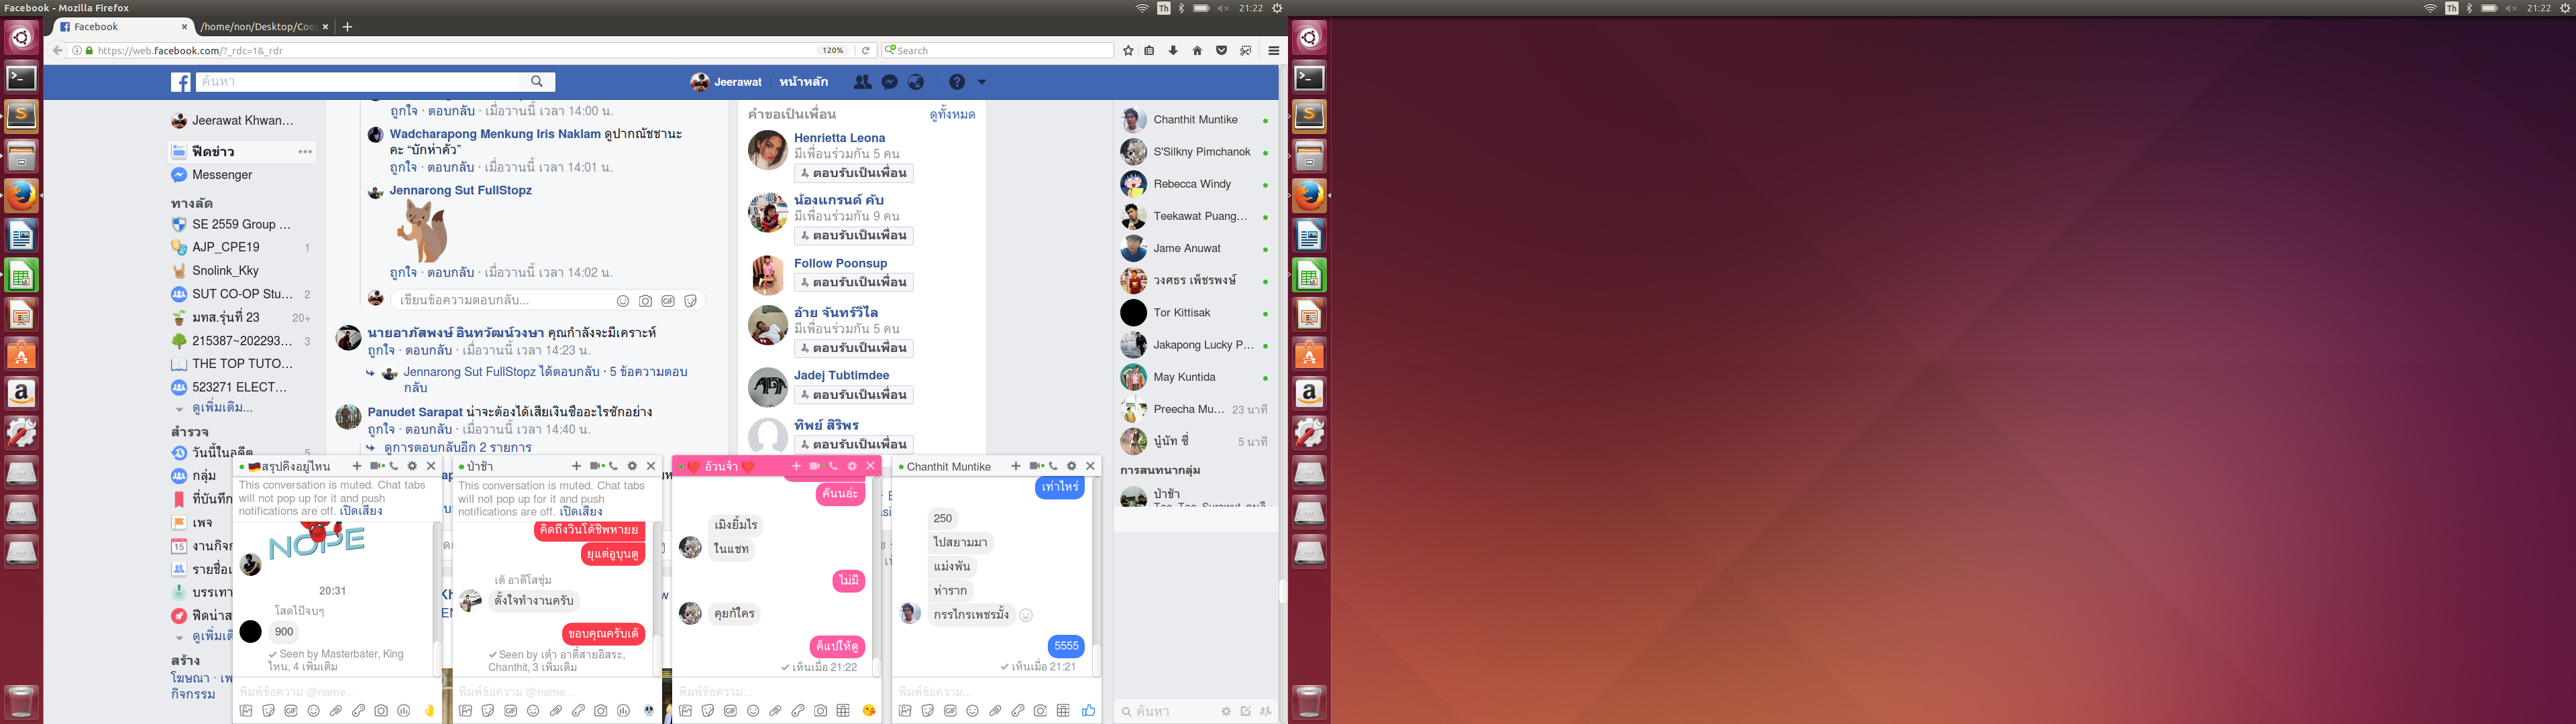 Facebook - Mozilla Firefox
Th
21:22
Th
21:22
Facebook
/home/non/Desktop/Coo
https://web.facebook.com/?_rdc=1&_rdr
120%
Search
ค้นหา
Jeerawat
หน้าหลัก
Jeerawat Khwan...
ฟีดข่าว
Messenger
ทางลัด
SE 2559 Group ...
AJP_CPE19
1
Snolink_Kky
SUT CO-OP Stu...
2
มทส.รุ่นที่ 23
20+
215387~202293...
3
THE TOP TUTO...
523271 ELECT...
ดูเพิ่มเติม...
สำรวจ
วันนี้ในอดีต
5
กลุ่ม
ที่บันทึก
เพจ
15
งานกิจก
รายชื่อเ
บรรเทา
ฟีดน่าส
ดูเพิ่มเติ
สร้าง
โฆษณา · เพ
กิจกรรม
ถูกใจ · ตอบกลับ · เมื่อวานนี้ เวลา 14:00 น.
Wadcharapong Menkung Iris Naklam ดูปากณัชชานะ
คะ “บักห่าคั่ว”
ถูกใจ · ตอบกลับ · เมื่อวานนี้ เวลา 14:01 น.
Jennarong Sut FullStopz
ถูกใจ · ตอบกลับ · เมื่อวานนี้ เวลา 14:02 น.
เขียนข้อความตอบกลับ...
GIF
นายอาภัสพงษ์ อินทวัฒน์วงษา คุณกำลังจะมีเคราะห์
ถูกใจ · ตอบกลับ · เมื่อวานนี้ เวลา 14:23 น.
Jennarong Sut FullStopz ได้ตอบกลับ · 5 ข้อความตอบ
กลับ
Panudet Sarapat น่าจะต้องได้เสียเงินซื้ออะไรซักอย่าง
ถูกใจ · ตอบกลับ · เมื่อวานนี้ เวลา 14:40 น.
ดูการตอบกลับอีก 2 รายการ
คำขอเป็นเพื่อน
ดูทั้งหมด
Henrietta Leona
มีเพื่อนร่วมกัน 5 คน
ตอบรับเป็นเพื่อน
น้องแกรนด์ คับ
มีเพื่อนร่วมกัน 9 คน
ตอบรับเป็นเพื่อน
Follow Poonsup
ตอบรับเป็นเพื่อน
อ้าย จันทร์วิไล
มีเพื่อนร่วมกัน 5 คน
ตอบรับเป็นเพื่อน
Jadej Tubtimdee
ตอบรับเป็นเพื่อน
ทิพย์ สิริพร
ตอบรับเป็นเพื่อน
Chanthit Muntike
S'Silkny Pimchanok
Rebecca Windy
Teekawat Puang...
Jame Anuwat
วงศธร เพ็ชรพงษ์
Tor Kittisak
Jakapong Lucky P...
May Kuntida
Preecha Mu...
23 นาที
นู๋นัท ซี่
5 นาที
การสนทนากลุ่ม
ป่าช้า
ค้นหา
สรุปคิงอยู่ไหน
This conversation is muted. Chat tabs
will not pop up for it and push
notifications are off. เปิดเสียง
NOPE
20:31
โสดไป๊จบๆ
900
Seen by Masterbater, King
ไหน, 4 เพิ่มเติม
พิมพ์ข้อความ @name...
GIF
ป่าช้า
This conversation is muted. Chat tabs
will not pop up for it and push
notifications are off. เปิดเสียง
คิดถึงวินโด้ชิพหายย
ยุแต่อูบุนตู
เต้ อาตีโสซุ่ม
ตั้งใจทำงานครับ
ขอบคุณครับเต้
Seen by เต๋า อาตี๋สายอิสระ,
Chanthit, 3 เพิ่มเติม
พิมพ์ข้อความ @name...
GIF
อ้วนจ๋า
คันนอ่ะ
เมิงยิ้มไร
ในแชท
ไม่มี
คุยกัใคร
ค็แปให้ดู
เห็นเมื่อ 21:22
พิมพ์ข้อความ...
GIF
Chanthit Muntike
เท่าไหร่
250
ไปสยามมา
แม่งพัน
ห่าราก
กรรไกรเพชรมั้ง
5555
เห็นเมื่อ 21:21
พิมพ์ข้อความ...
GIF